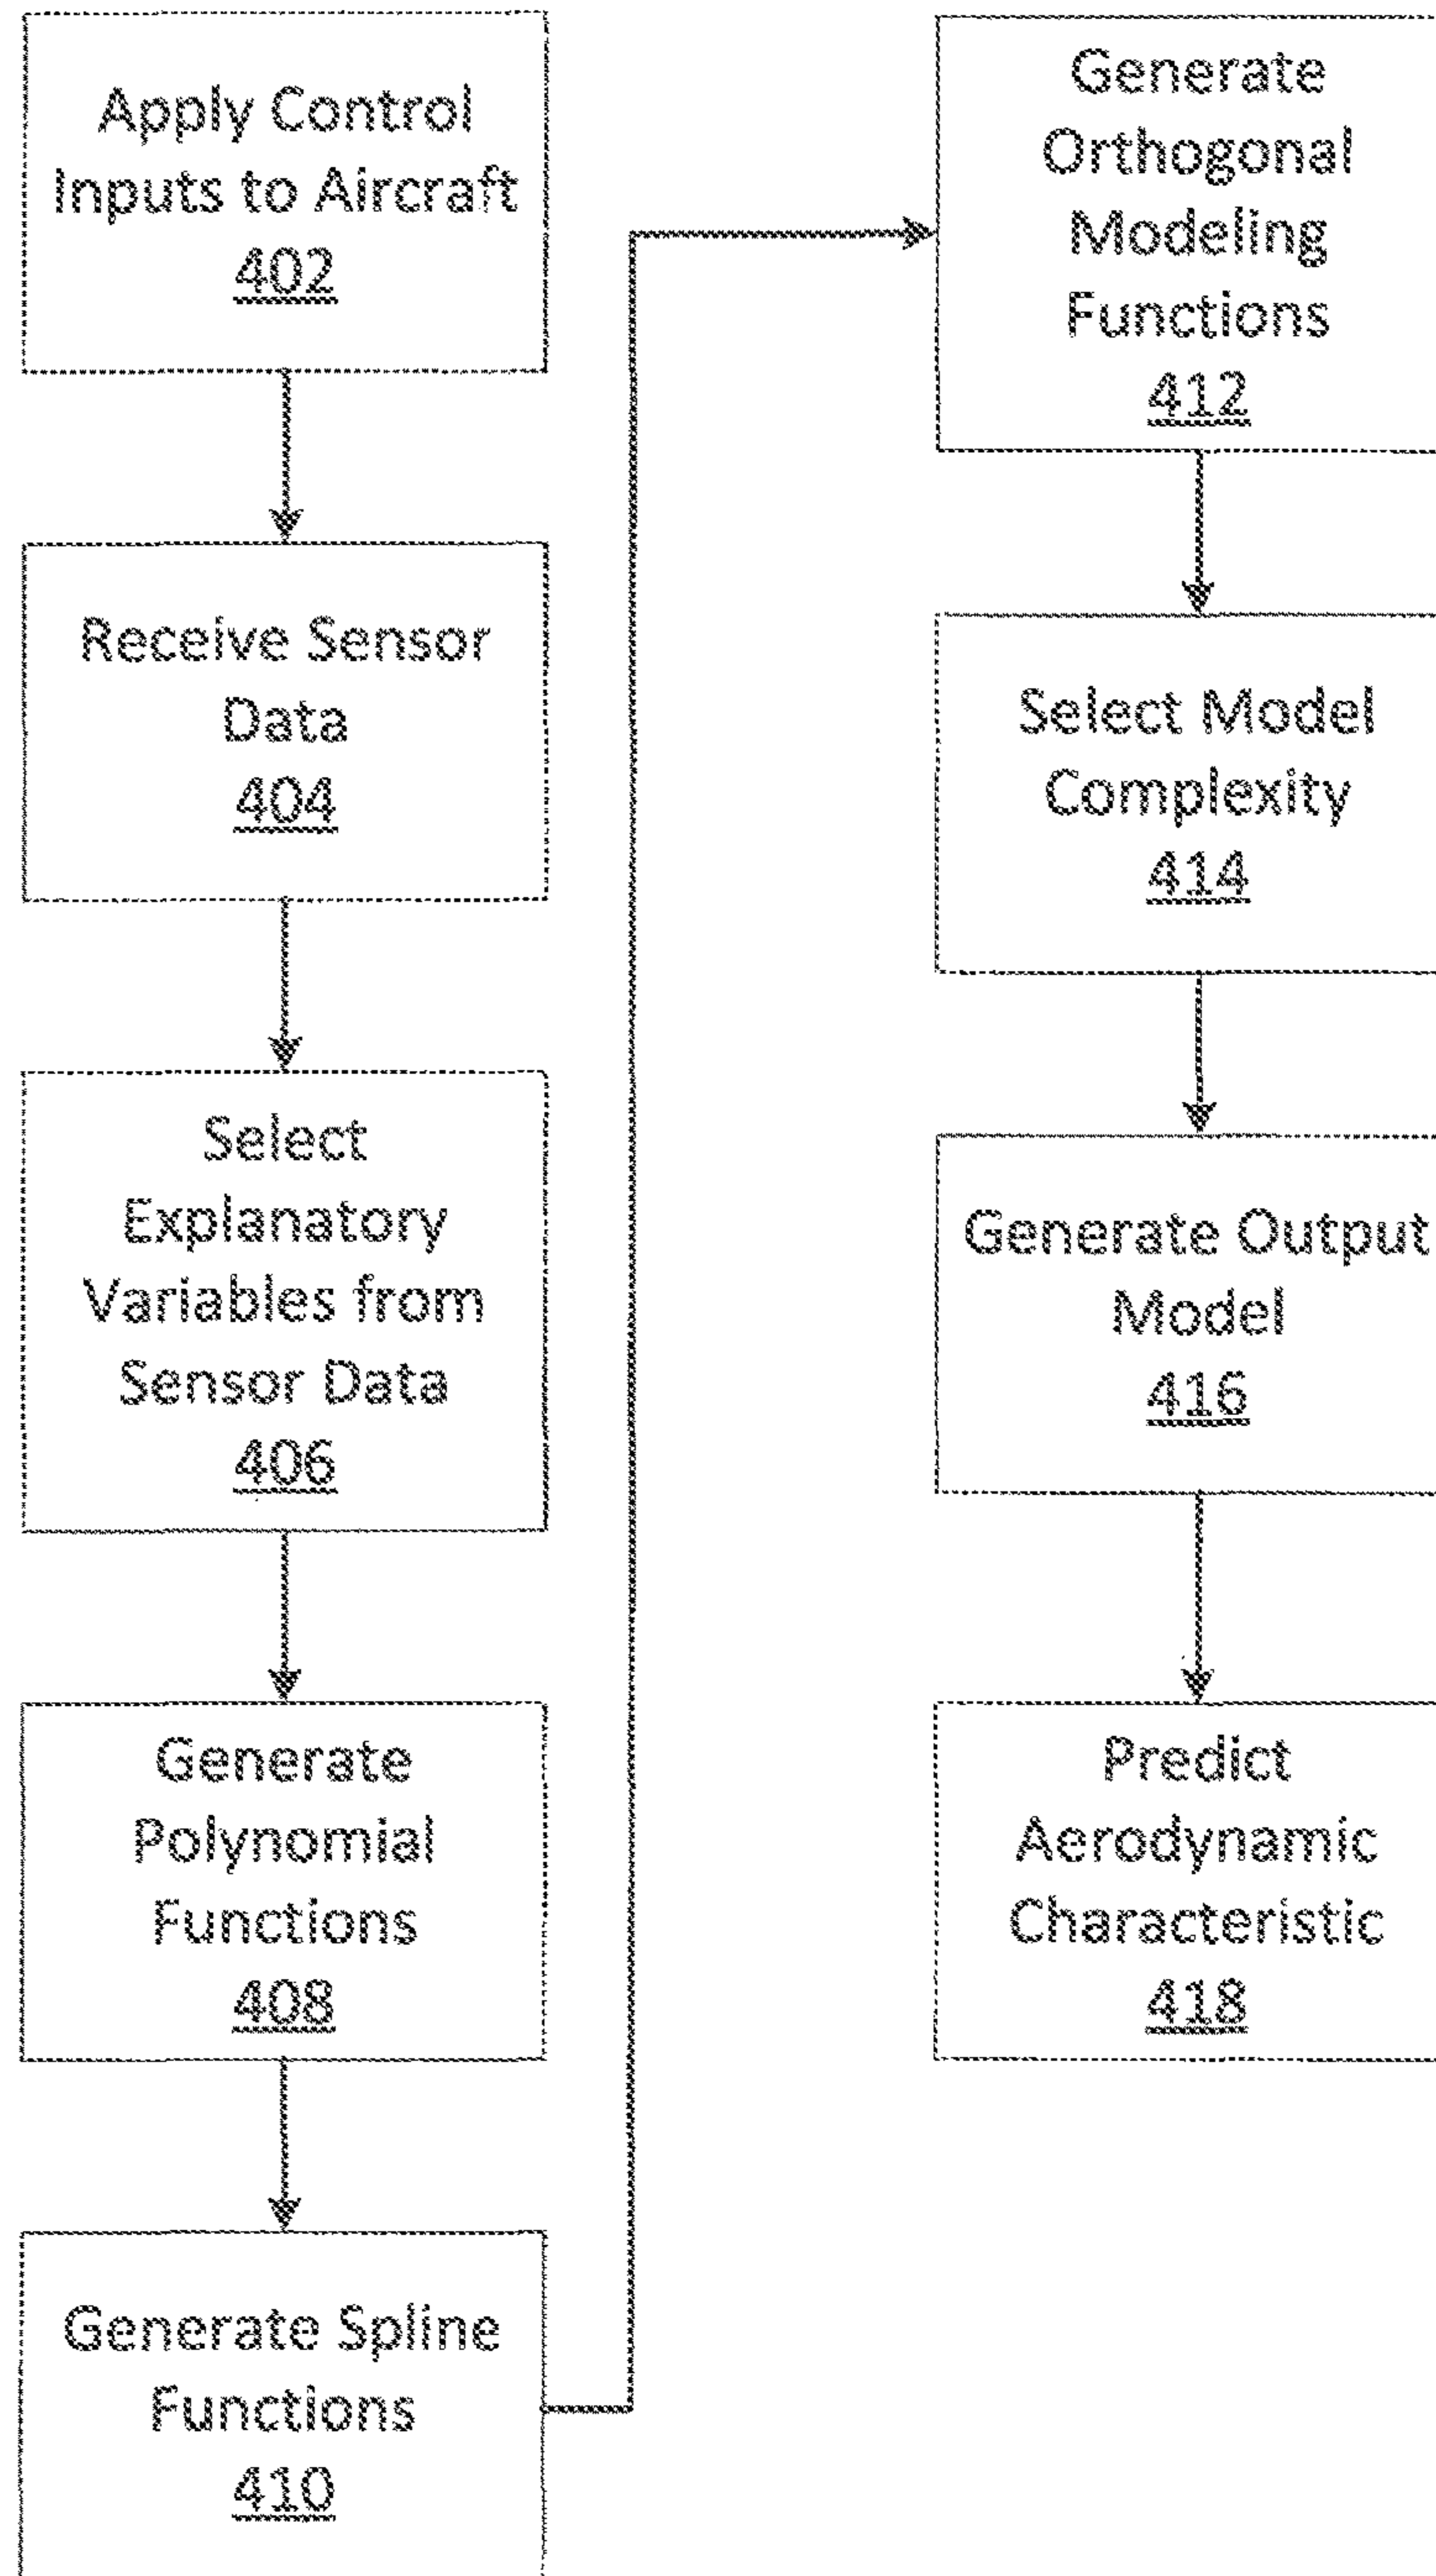 Apply Control
Inputs to Aircraft
402
Receive Sensor
Data
404
Select
Explanatory
Variables from
Sensor Data
406
Generate
Polynomial
Functions
408
Generate Spline
Functions
410
Generate
Orthogonal
Modeling
Functions
412
Select Model
Complexity
414
Generate Output
Model
416
Predict
Aerodynamic
Characteristic
418